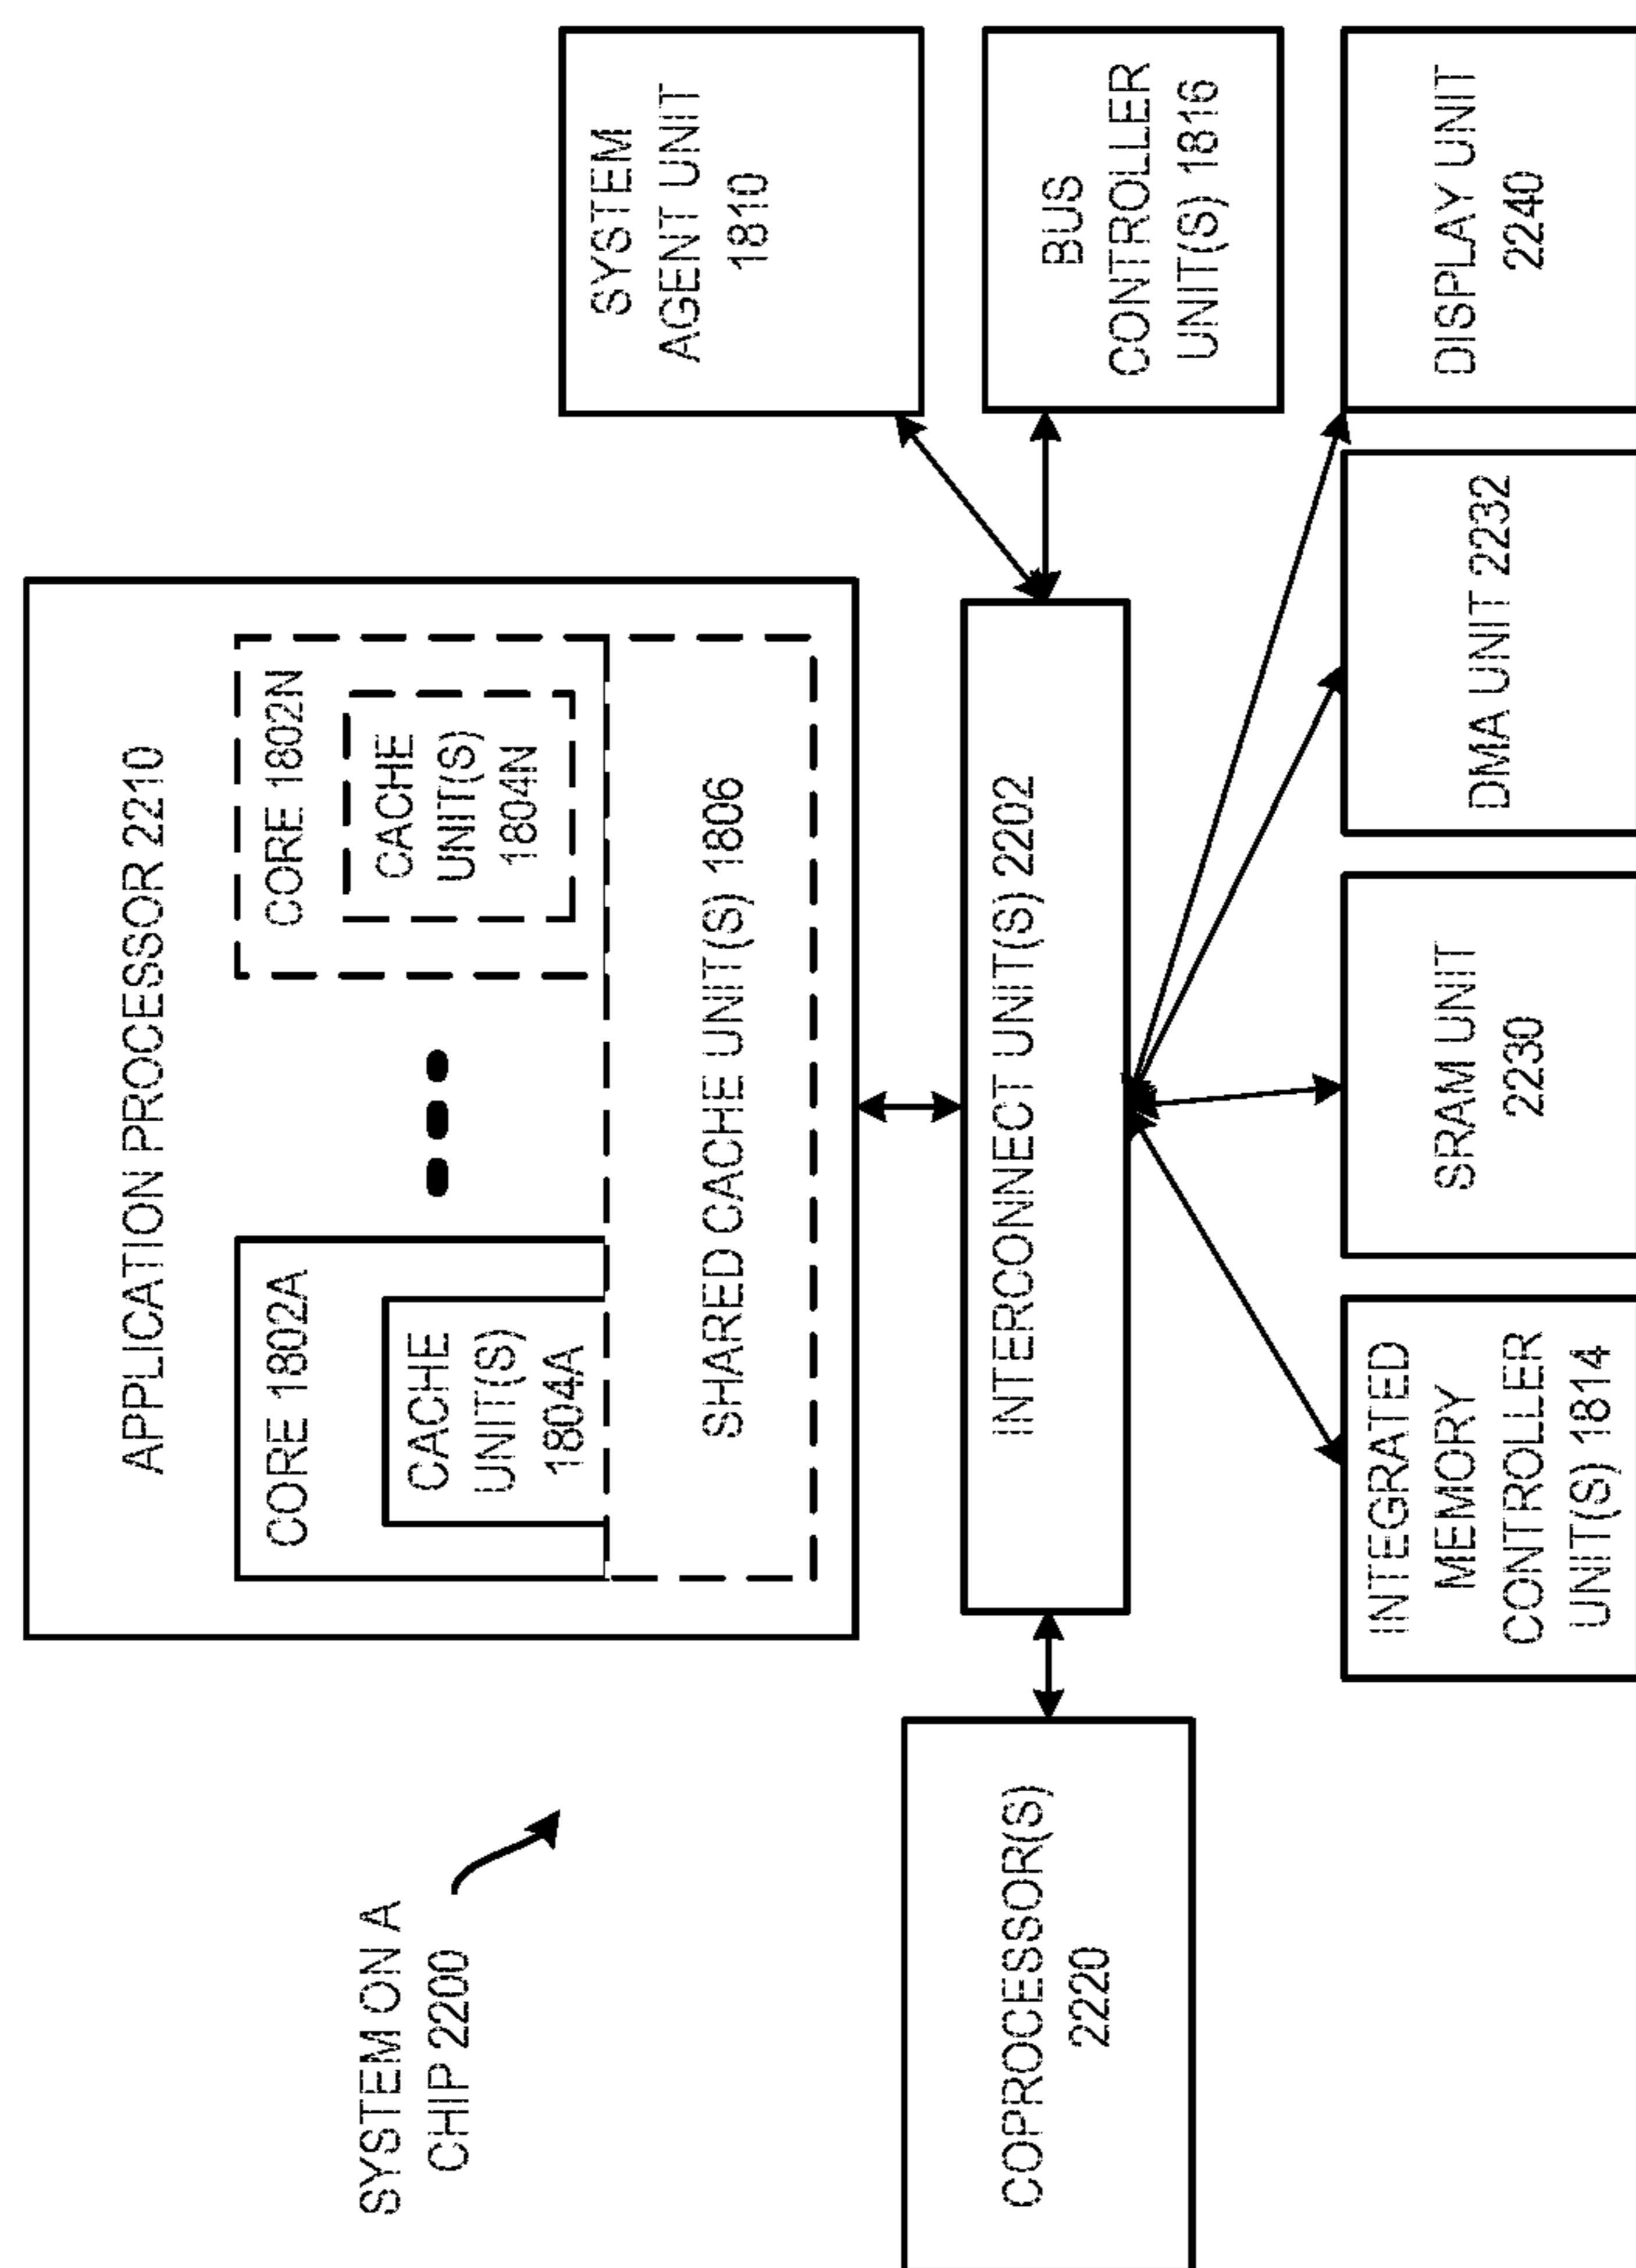 SYSTEM ON A
CHIP 2200
APPLICATION PROCESSOR 2210
CORE 1802A
CACHE
UNIT(S)
1804A
CORE 1802N
CACHE
UNIT(S)
1804N
SHARED CACHE UNIT(S) 1806
SYSTEM
AGENT UNIT
1810
COPROCESSOR(S)
2220
INTERCONNECT UNIT(S) 2202
BUS
CONTROLLER
UNIT(S) 1816
INTEGRATED
MEMORY
CONTROLLER
UNIT(S) 1814
SRAM UNIT
2230
DMA UNIT 2232
DISPLAY UNIT
2240